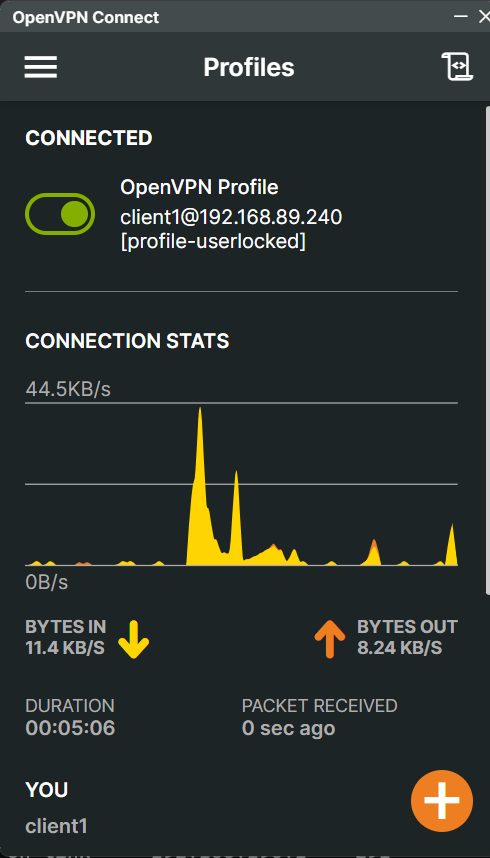 OpenVPN Connect
Profiles
CONNECTED
OpenVPN Profile
client1@192.168.89.240
[profile-userlocked]
CONNECTION STATS
44.5KB/s
0B/s
BYTES IN
11.4 KB/S
BYTES OUT
8.24 KB/S
DURATION
00:05:06
PACKET RECEIVED
0 sec ago
YOU
client1